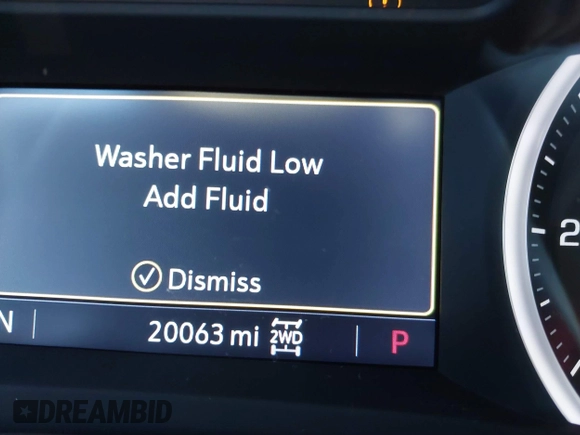 Washer Fluid Low
Add Fluid
Dismiss
N
20063 mi
2WD
P
2
DREAMBID